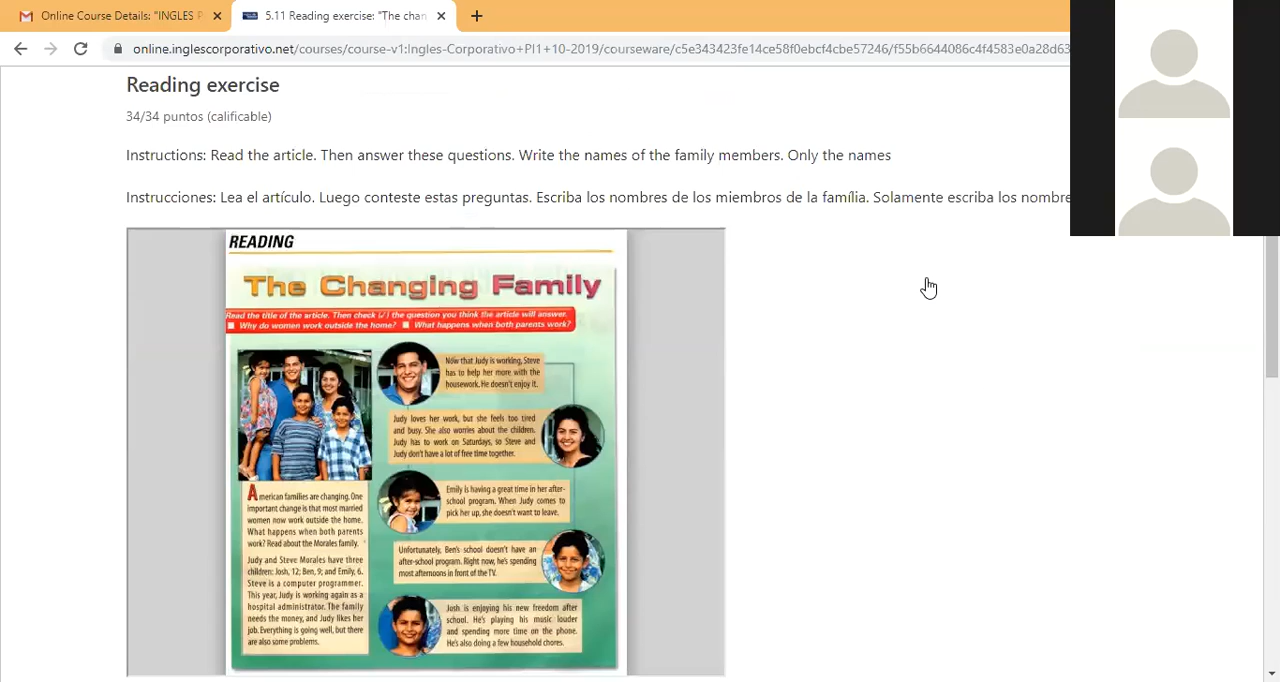 Online Course Details: "INGLES P
5.11 Reading exercise: "The chan
online.inglescorporativo.net/courses/course-v1:Ingles-Corporativo+PI1+10-2019/courseware/c5e343423fe14ce58f0ebcf4cbe57246/f55b6644086c4f4583e0a28d63
Reading exercise
34/34 puntos (calificable)
Instructions: Read the article. Then answer these questions. Write the names of the family members. Only the names
Instrucciones: Lea el artículo. Luego conteste estas preguntas. Escriba los nombres de los miembros de la família. Solamente escriba los nombre
READING
The Changing Family
Read the title of the article. Then check [✓] the question you think the article will answer.
Why do women work outside the home? What happens when both parents work?
Now that Judy is working, Steve
has to help her more with the
housework. He doesn't enjoy it.
Judy loves her work, but she feels too tired
and busy. She also worries about the children.
Judy has to work on Saturdays, so Steve and
Judy don't have a lot of free time together.
Emily is having a great time in her after-
school program. When Judy comes to
pick her up, she doesn't want to leave.
Unfortunately, Ben's school doesn't have an
after-school program. Right now, he's spending
most afternoons in front of the TV.
Josh is enjoying his new freedom after
school. He's playing his music louder
and spending more time on the phone.
He's also doing a few household chores.
American families are changing. One
important change is that most married
women now work outside the home.
What happens when both parents
work? Read about the Morales family.
Judy and Steve Morales have three
children: Josh, 12; Ben, 9; and Emily, 6.
Steve is a computer programmer.
This year, Judy is working again as a
hospital administrator. The family
needs the money, and Judy likes her
job. Everything is going well, but there
are also some problems.